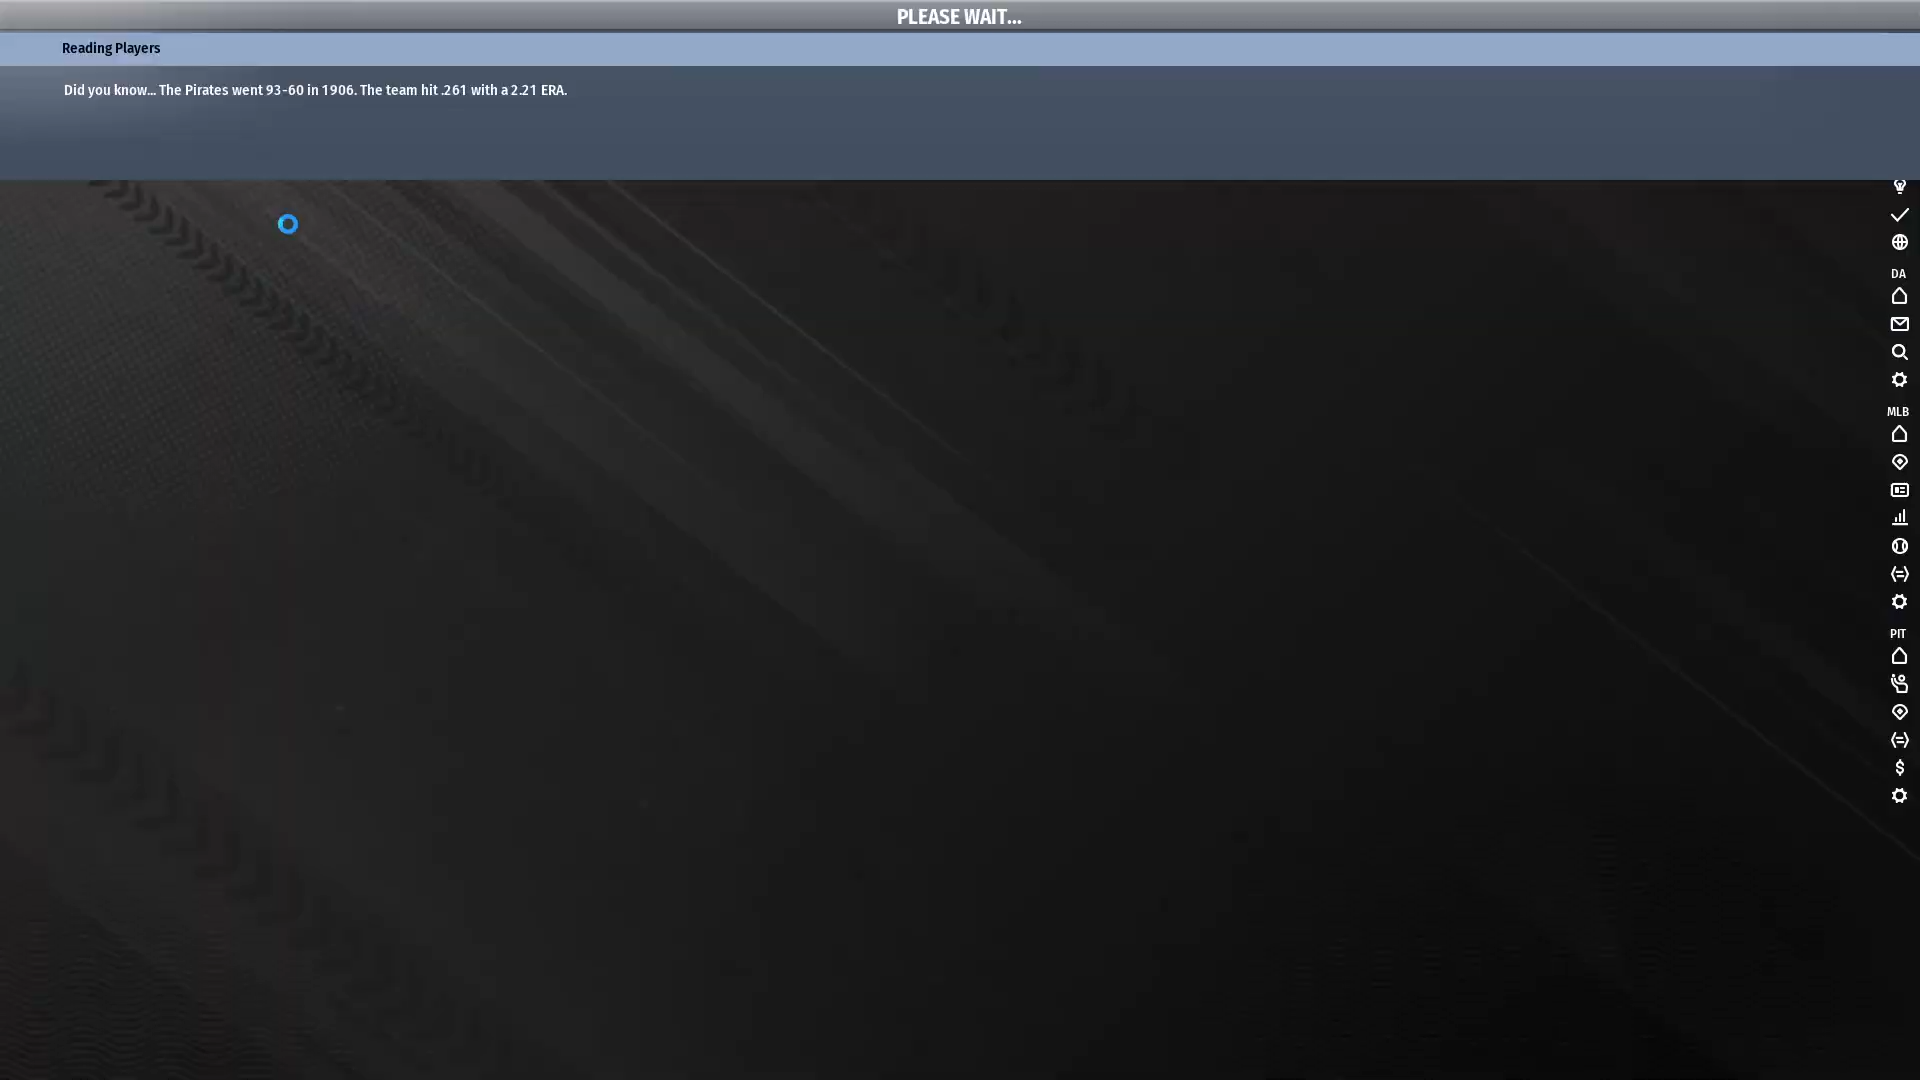 PLEASE WAIT...
Reading Players
Did you know... The Pirates went 93-60 in 1906. The team hit .261 with a 2.21 ERA.
DA
MLB
PIT